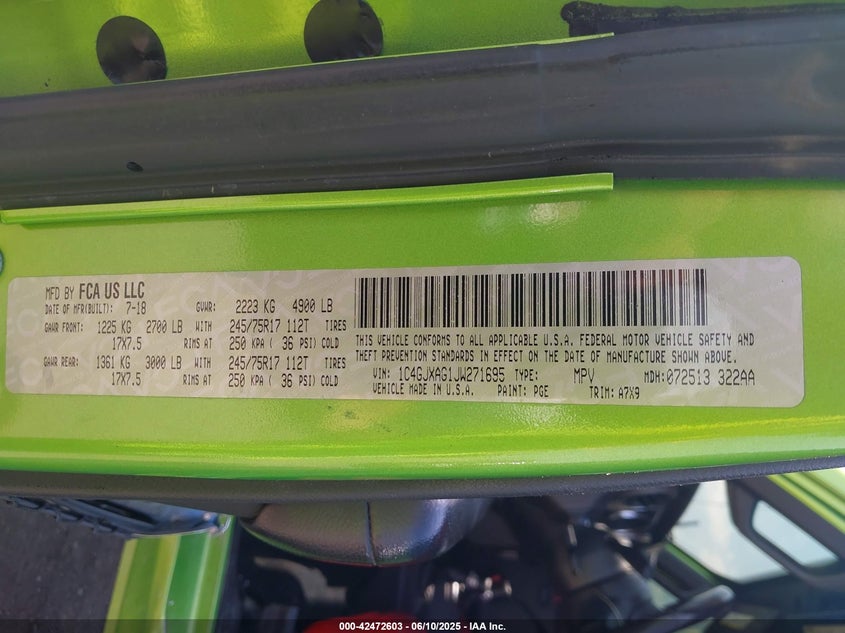 MFD BY FCA US LLC
DATE OF MFR(BUILT): 7-18 GVWR: 2223 KG 4900 LB
GAWR FRONT: 1225 KG 2700 LB WITH 245/75R17 112T TIRES
17X7.5 RIMS AT 250 KPA ( 36 PSI) COLD
GAWR REAR: 1361 KG 3000 LB WITH 245/75R17 112T TIRES
17X7.5 RIMS AT 250 KPA ( 36 PSI) COLD
THIS VEHICLE CONFORMS TO ALL APPLICABLE U.S.A. FEDERAL MOTOR VEHICLE SAFETY AND
THEFT PREVENTION STANDARDS IN EFFECT ON THE DATE OF MANUFACTURE SHOWN ABOVE.
VIN: 1C4GJXAG1JW271695 TYPE: MPV MDH: 072513 322AA
VEHICLE MADE IN U.S.A. PAINT: PGE TRIM: A7X9
000-42472603 - 06/10/2025 - IAA Inc.